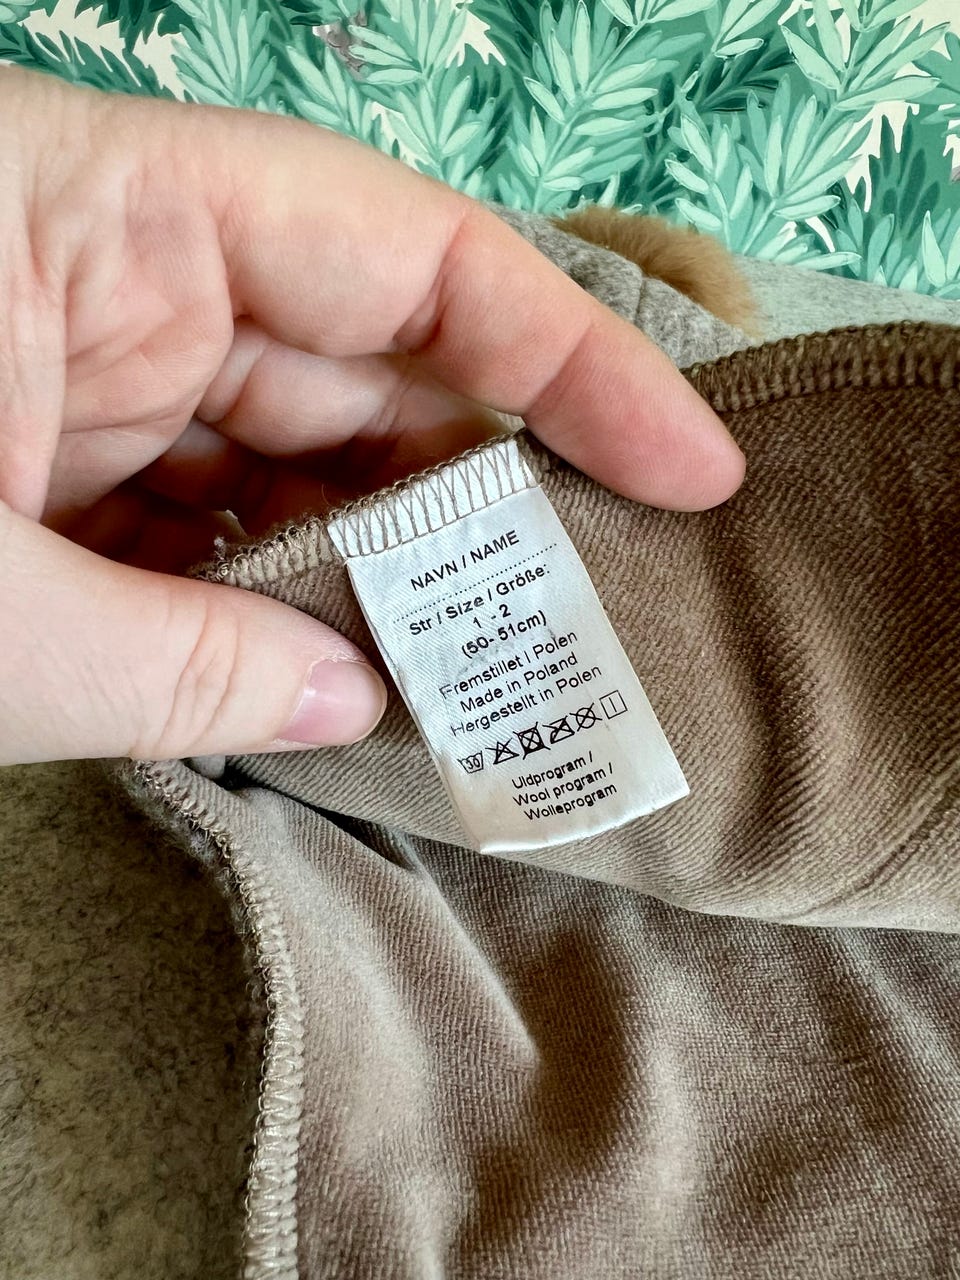 NAVN / NAME
Str / Size / Größe:
1 - 2
(50-51cm)
Fremstillet I Polen
Made in Poland
Hergestellt in Polen
30
Uldprogram /
Wool program /
Wolleprogram